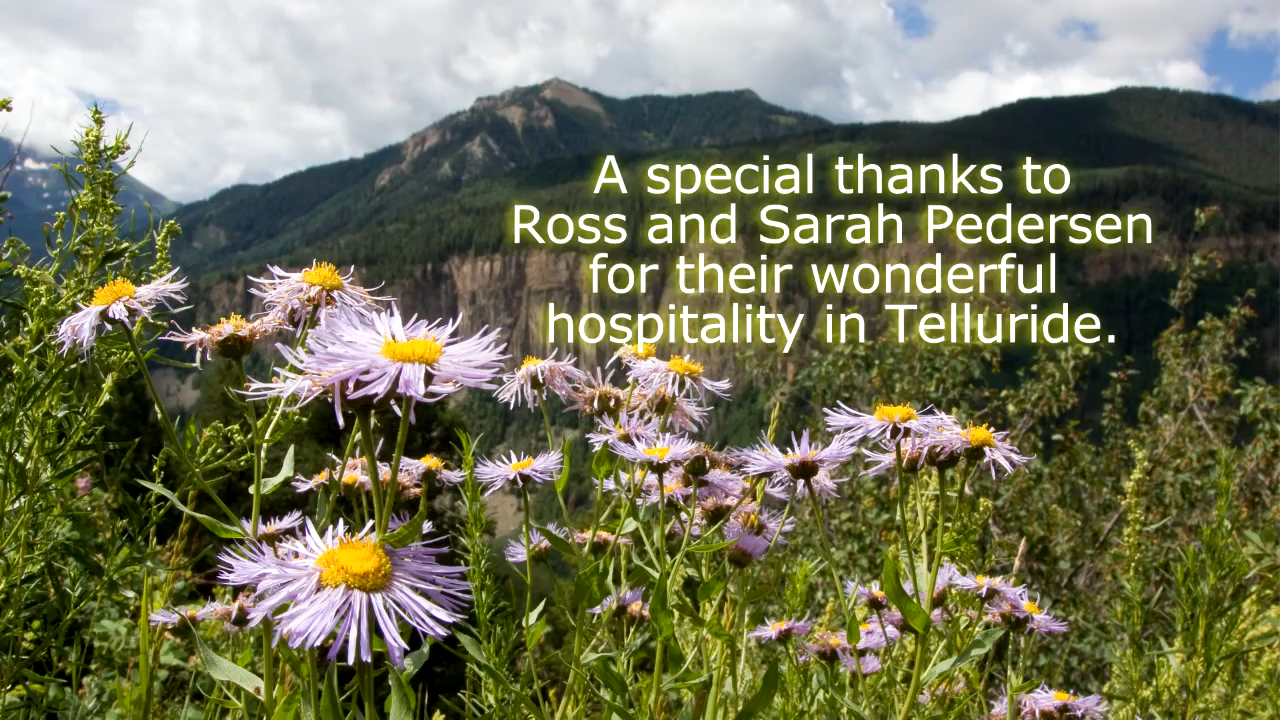 A special thanks to
Ross and Sarah Pedersen
for their wonderful
hospitality in Telluride.